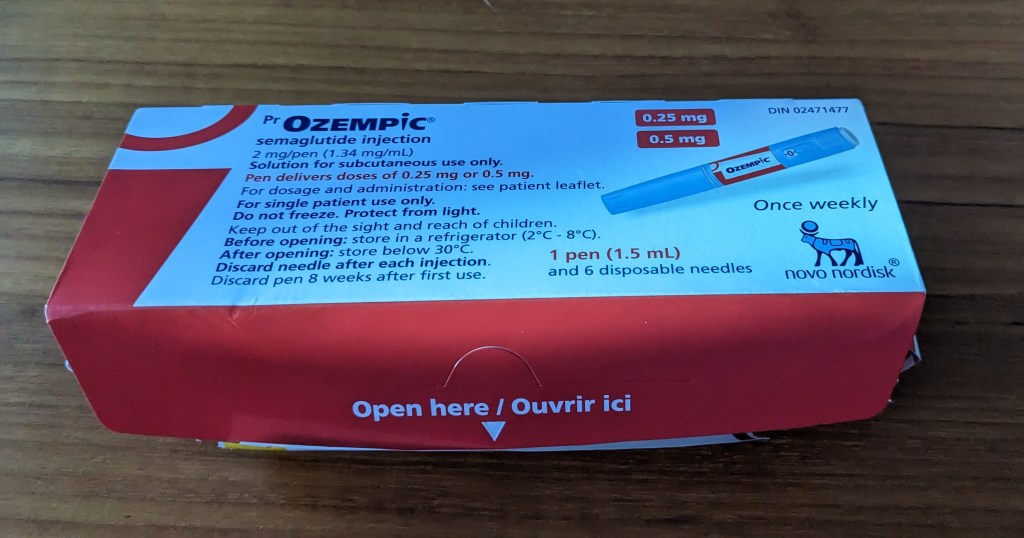 Pr OZEMPIC®
semaglutide injection
2 mg/pen (1.34 mg/mL)
Solution for subcutaneous use only.
Pen delivers doses of 0.25 mg or 0.5 mg.
For dosage and administration: see patient leaflet.
For single patient use only.
Do not freeze. Protect from light.
Keep out of the sight and reach of children.
Before opening: store in a refrigerator (2°C - 8°C).
After opening: store below 30°C.
Discard needle after each injection.
Discard pen 8 weeks after first use.
0.25 mg
0.5 mg
DIN 02471477
OZEMPIC
-0-
Once weekly
1 pen (1.5 mL)
and 6 disposable needles
novo nordisk®
Open here / Ouvrir ici